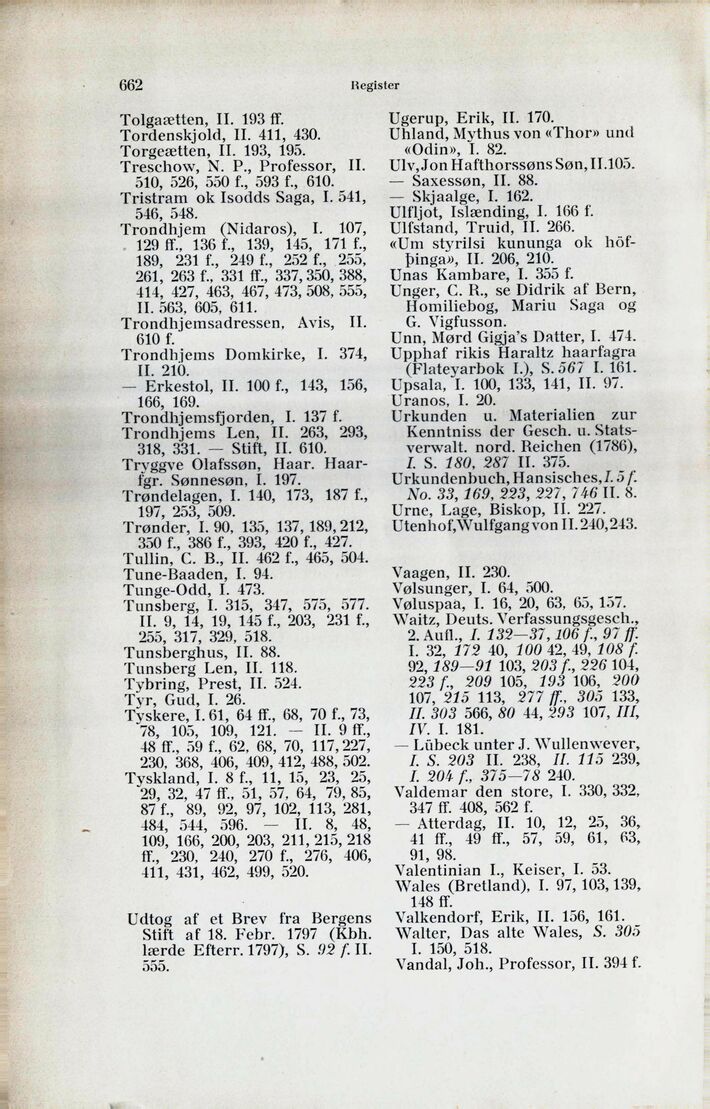 662
Register
Tolgaætten, II. 193 ff.
Tordenskjold, II. 411, 430.
Torgeætten, II. 193, 195.
Treschow, N. P., Professor, II.
510, 526, 550 f., 593 f., 610.
Tristram ok Isodds Saga, I. 541,
546, 548.
Trondhjem (Nidaros), I. 107,
129 ff., 136 f., 139, 145, 171 f.,
189, 231 f., 249 f., 252 f., 255,
261, 263 f., 331 ff., 337, 350, 388,
414, 427, 463, 467, 473, 508, 555,
II. 563, 605, 611.
Trondhjemsadressen, Avis, II.
610 f.
Trondhjems Domkirke, I. 374,
II. 210.
— Erkestol, II. 100 f., 143, 156,
166, 169.
Trondhjemsfjorden, I. 137 f.
Trondhjems Len, II. 263, 293,
318, 331. — Stift, II. 610.
Tryggve Olafssøn, Haar. Haar-
fgr. Sønnesøn, I. 197.
Trøndelagen, I. 140, 173, 187 f.,
197, 253, 509.
Trønder, I. 90, 135, 137, 189, 212,
350 f., 386 f., 393, 420 f., 427.
Tullin, C. B., II. 462 f., 465, 504.
Tune-Baaden, I. 94.
Tunge-Odd, I. 473.
Tunsberg, I. 315, 347, 575, 577.
II. 9, 14, 19, 145 f., 203, 231 f.,
255, 317, 329, 518.
Tunsberghus, II. 88.
Tunsberg Len, II. 118.
Tybring, Prest, II. 524.
Tyr, Gud, I. 26.
Tyskere, I. 61, 64 ff., 68, 70 f., 73,
78, 105, 109, 121. — II. 9 ff.,
48 ff., 59 f., 62, 68, 70, 117, 227,
230, 368, 406, 409, 412, 488, 502.
Tyskland, I. 8 f., 11, 15, 23, 25,
29, 32, 47 ff., 51, 57, 64, 79, 85,
87 f., 89, 92, 97, 102, 113, 281,
484, 544, 596. — II. 8, 48,
109, 166, 200, 203, 211, 215, 218
ff., 230, 240, 270 f., 276, 406,
411, 431, 462, 499, 520.
Udtog af et Brev fra Bergens
Stift af 18. Febr. 1797 (Kbh.
lærde Efterr. 1797), S. 92 f. II.
555.
Ugerup, Erik, II. 170.
Uhland, Mythus von «Thor» und
«Odin», I. 82.
Ulv, Jon Hafthorssøns Søn, II. 105.
— Saxessøn, II. 88.
— Skjaalge, I. 162.
Ulfljot, Islænding, I. 166 f.
Ulfstand, Truid, II. 266.
«Um styrilsi kununga ok höf-
þinga», II. 206, 210.
Unas Kambare, I. 355 f.
Unger, C. R., se Didrik af Bern,
Homiliebog, Mariu Saga og
G. Vigfusson.
Unn, Mørd Gigja's Datter, I. 474.
Upphaf rikis Haraltz haarfagra
(Flateyarbok I.), S. 567 I. 161.
Upsala, I. 100, 133, 141, II. 97.
Uranos, I. 20.
Urkunden u. Materialien zur
Kenntniss der Gesch. u. Stats-
verwalt. nord. Reichen (1786),
I. S. 180, 287 II. 375.
Urkundenbuch, Hansisches, I. 5 f.
No. 33, 169, 223, 227, 746 II. 8.
Urne, Lage, Biskop, II. 227.
Utenhof, Wulfgang von II. 240, 243.
Vaagen, II. 230.
Vølsunger, I. 64, 500.
Vøluspaa, I. 16, 20, 63, 65, 157.
Waitz, Deuts. Verfassungsgesch.,
2. Aufl., I. 132—37, 106 f., 97 ff.
I. 32, 172 40, 100 42, 49, 108 f.
92, 189—91 103, 203 f., 226 104,
223 f., 209 105, 193 106, 200
107, 215 113, 277 ff., 305 133,
II. 303 566, 80 44, 293 107, III,
IV. I. 181.
— Lübeck unter J. Wullenwever,
I. S. 203 II. 238, II. 115 239,
I. 204 f., 375—78 240.
Valdemar den store, I. 330, 332,
347 ff. 408, 562 f.
— Atterdag, II. 10, 12, 25, 36,
41 ff., 49 ff., 57, 59, 61, 63,
91, 98.
Valentinian I., Keiser, I. 53.
Wales (Bretland), I. 97, 103, 139,
148 ff.
Valkendorf, Erik, II. 156, 161.
Walter, Das alte Wales, S. 305
I. 150, 518.
Vandal, Joh., Professor, II. 394 f.